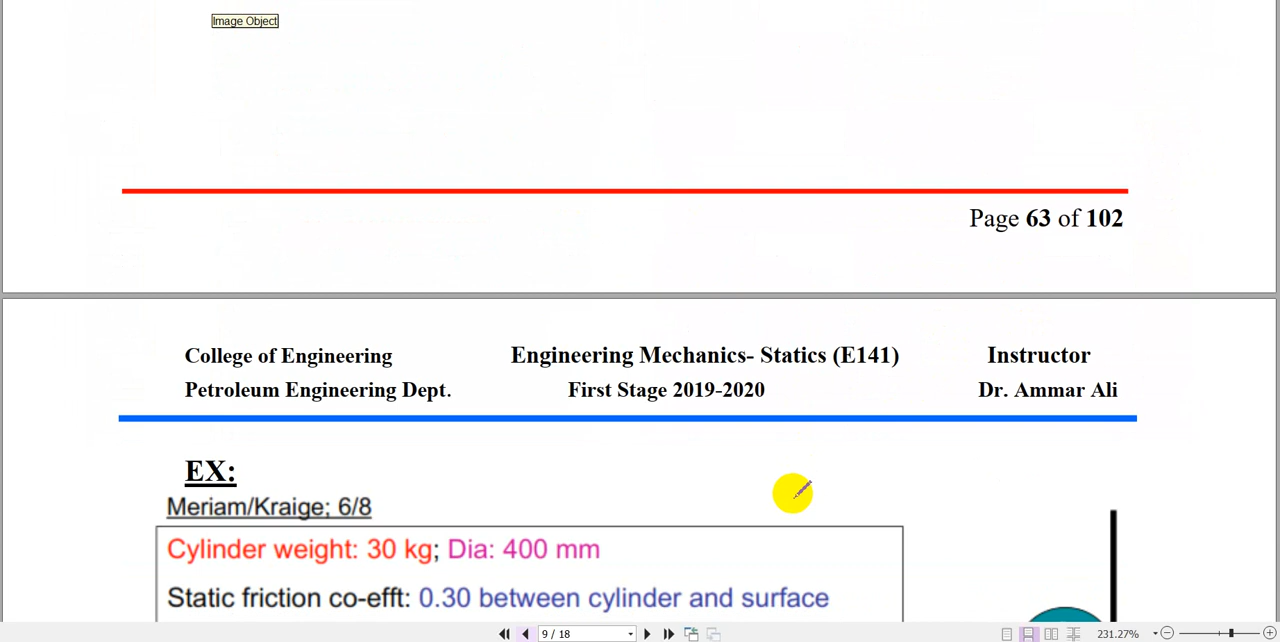 Image Object
Page 63 of 102
College of Engineering Engineering Mechanics- Statics (E141) Instructor
Petroleum Engineering Dept. First Stage 2019-2020 Dr. Ammar Ali
EX:
Meriam/Kraige; 6/8
Cylinder weight: 30 kg; Dia: 400 mm
Static friction co-efft: 0.30 between cylinder and surface
9 / 18
231.27%